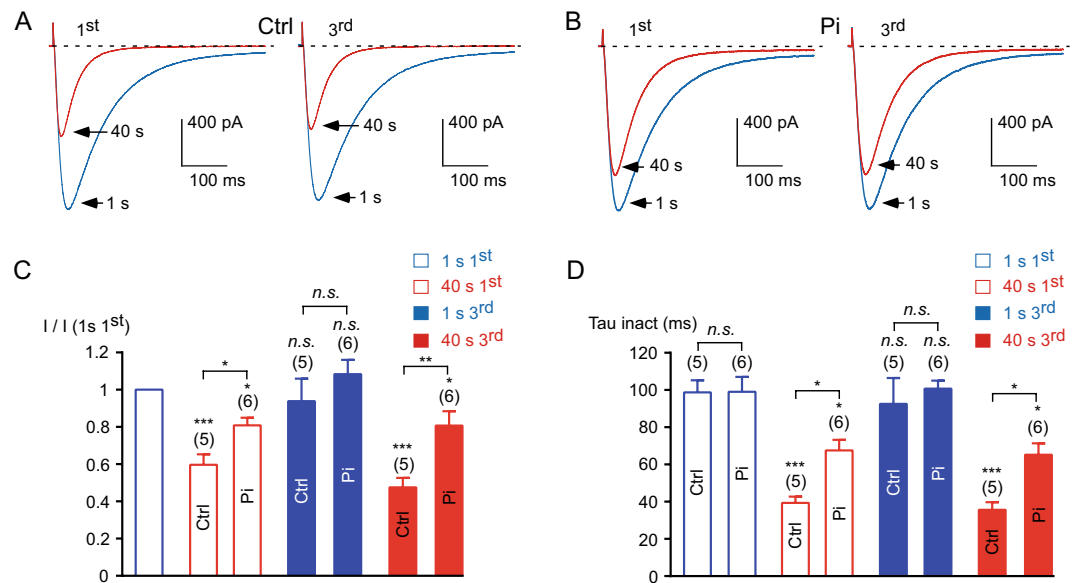 A
1st
Ctrl
3rd
40 s
1 s
400 pA
100 ms
40 s
1 s
400 pA
100 ms
B
1st
Pi
3rd
40 s
1 s
400 pA
100 ms
40 s
1 s
400 pA
100 ms
C
1 s 1st
40 s 1st
1 s 3rd
40 s 3rd
I / I (1s 1st)
1.2
1
0.8
0.6
0.4
0.2
0
*
***
(5)
Ctrl
*
(6)
Pi
n.s.
n.s.
(5)
Ctrl
n.s.
(6)
Pi
**
***
(5)
Ctrl
*
(6)
Pi
D
1 s 1st
40 s 1st
1 s 3rd
40 s 3rd
Tau inact (ms)
120
100
80
60
40
20
0
n.s.
(5)
Ctrl
(6)
Pi
*
***
(5)
Ctrl
*
(6)
Pi
n.s.
n.s.
(5)
Ctrl
n.s.
(6)
Pi
*
***
(5)
Ctrl
*
(6)
Pi